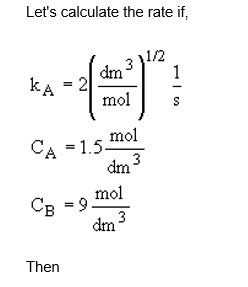 Let's calculate the rate if,
k_A = 2(dm^3/mol)^1/2 1/s
C_A = 1.5 mol/dm^3
C_B = 9 mol/dm^3
Then